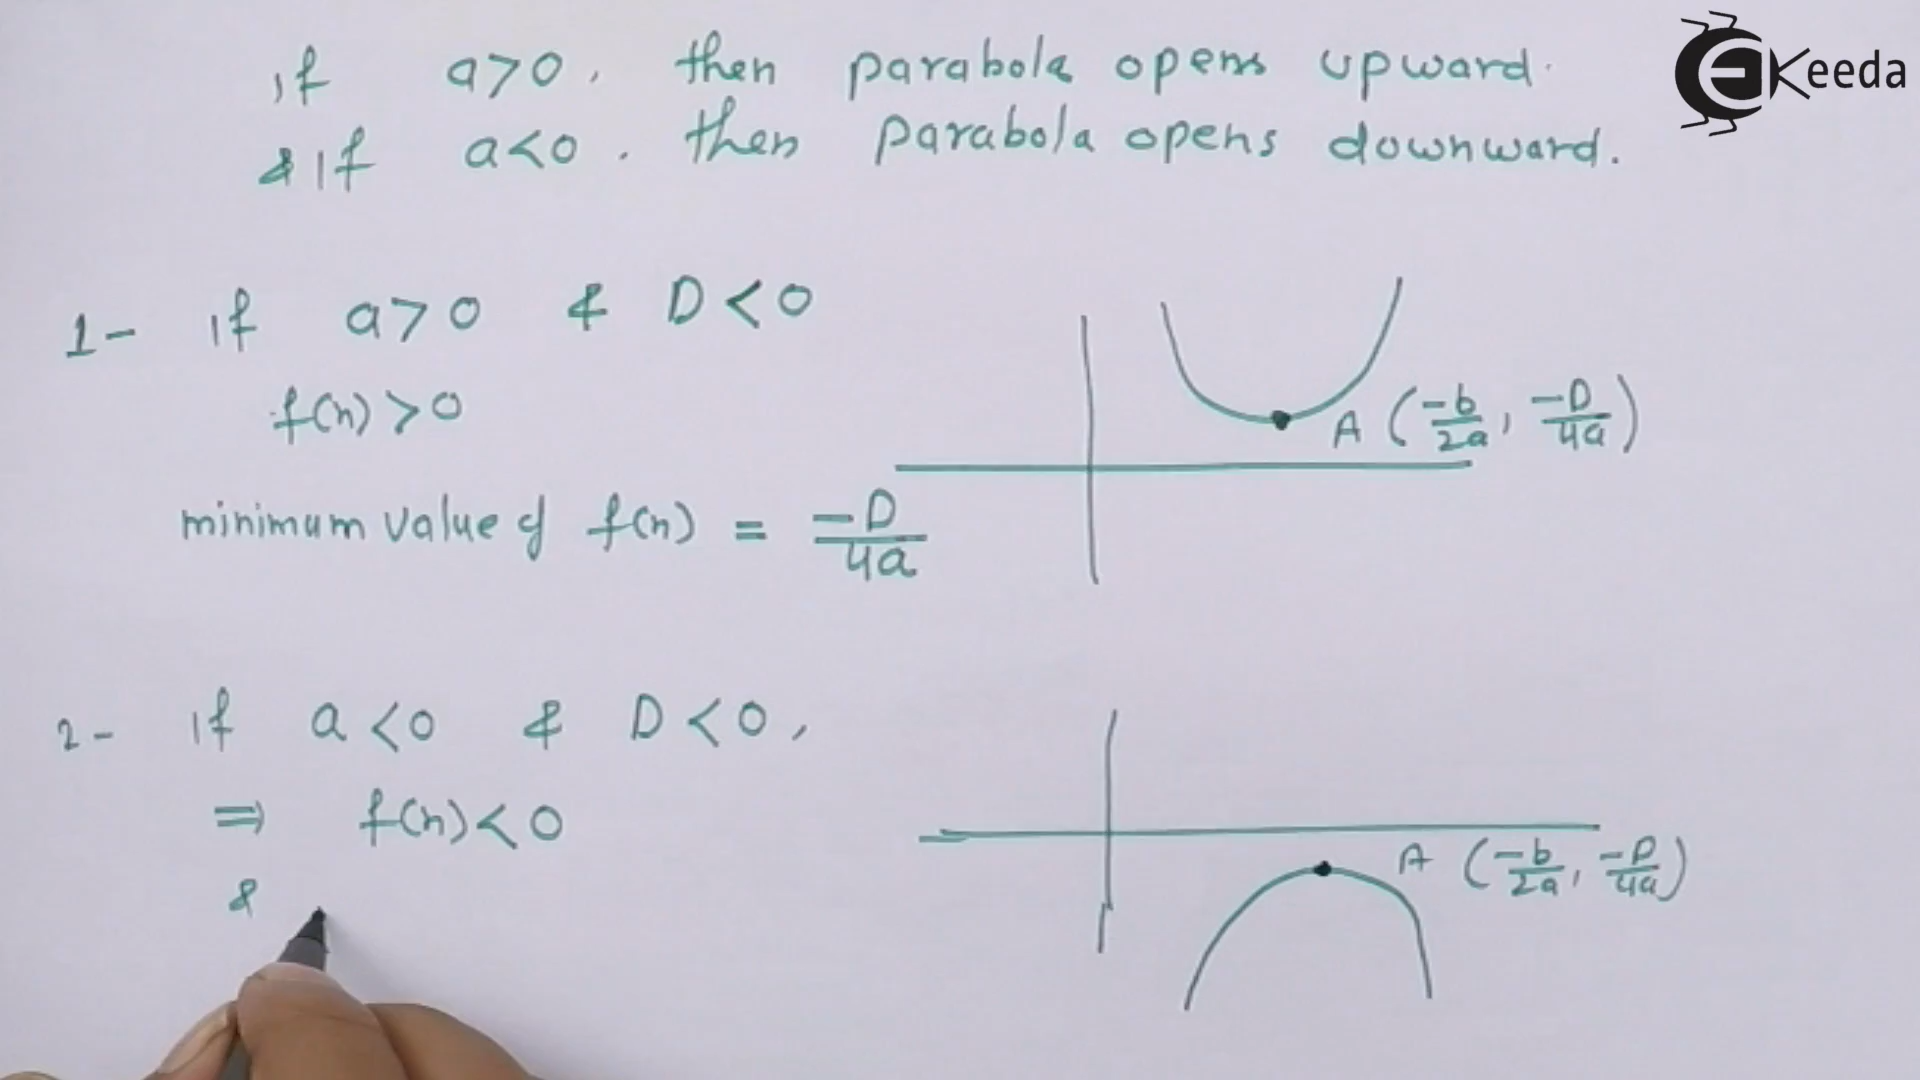 if a>0, then parabola opens upward.
& if a<0. then parabola opens downward.
Keeda
1- if a>0 & D<0
f(n)>0
A (-b/2a, -D/4a)
minimum value of f(n) = -D/4a
2- if a<0 & D<0,
⇒ f(n)<0
A (-b/2a, -D/4a)
&